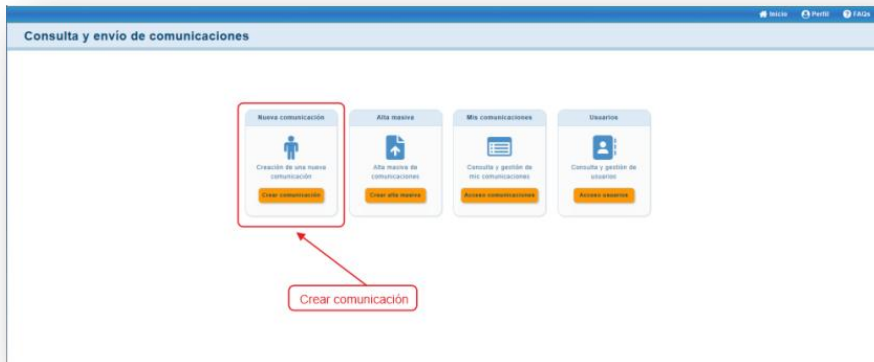 Inicio Perfil FAQs
Consulta y envío de comunicaciones
Nueva comunicación
Creación de una nueva
comunicación
Crear comunicación
Alta masiva
Alta masiva de
comunicaciones
Crear alta masiva
Mis comunicaciones
Consulta y gestión de
mis comunicaciones
Acceso comunicaciones
Usuarios
Consulta y gestión de
usuarios
Acceso usuarios
Crear comunicación